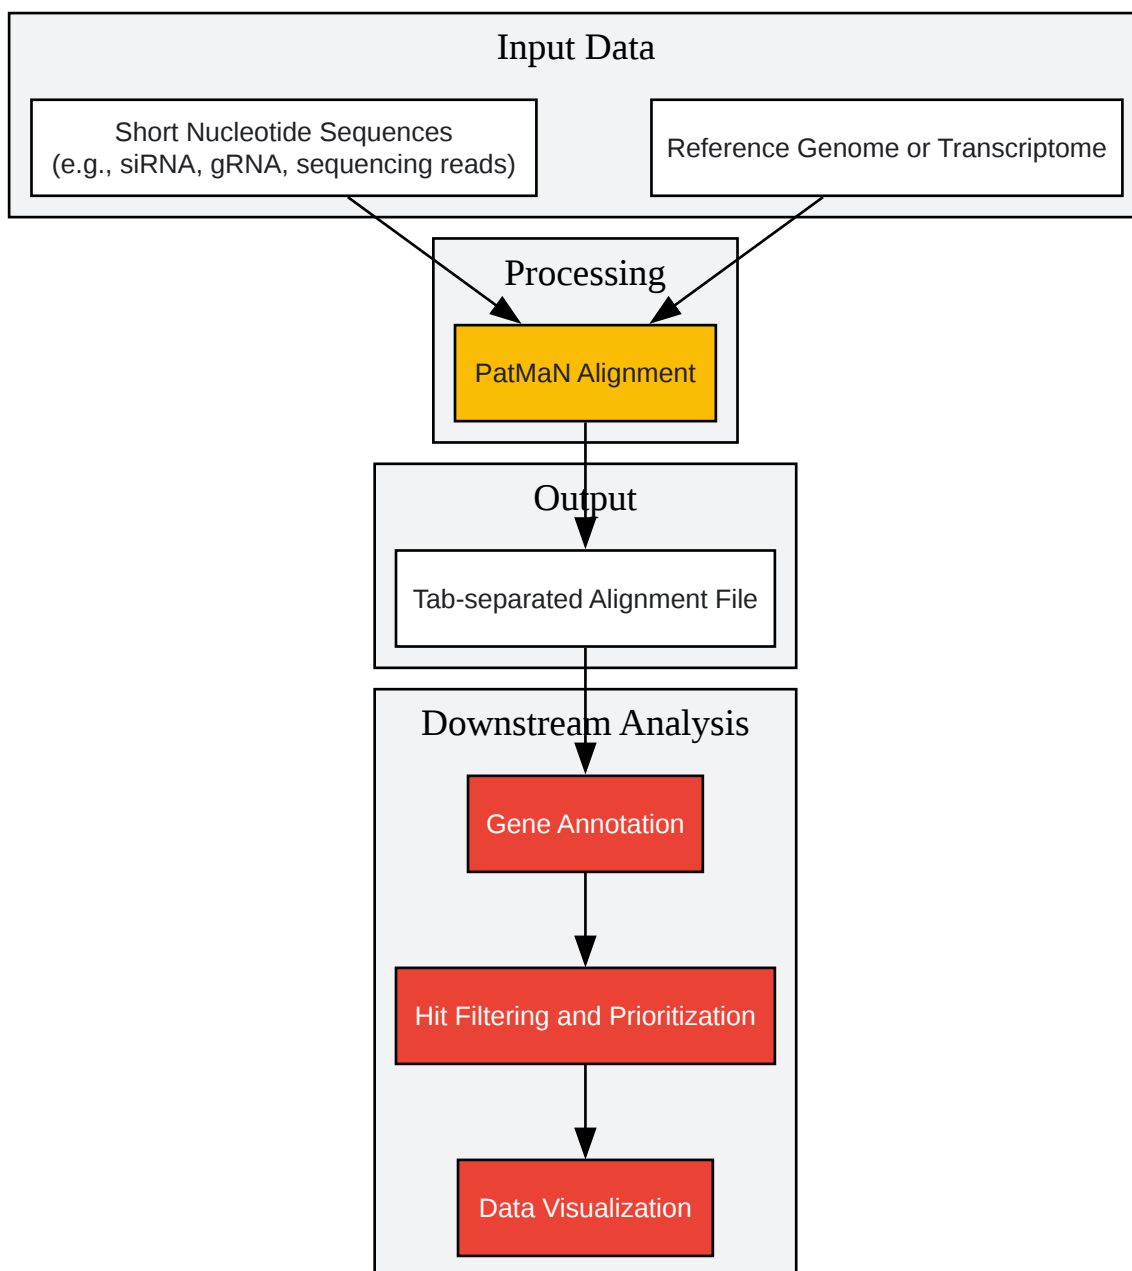 Input Data
Short Nucleotide Sequences
(e.g., siRNA, gRNA, sequencing reads)
Reference Genome or Transcriptome
Processing
PatMaN Alignment
Output
Tab-separated Alignment File
Downstream Analysis
Gene Annotation
Hit Filtering and Prioritization
Data Visualization